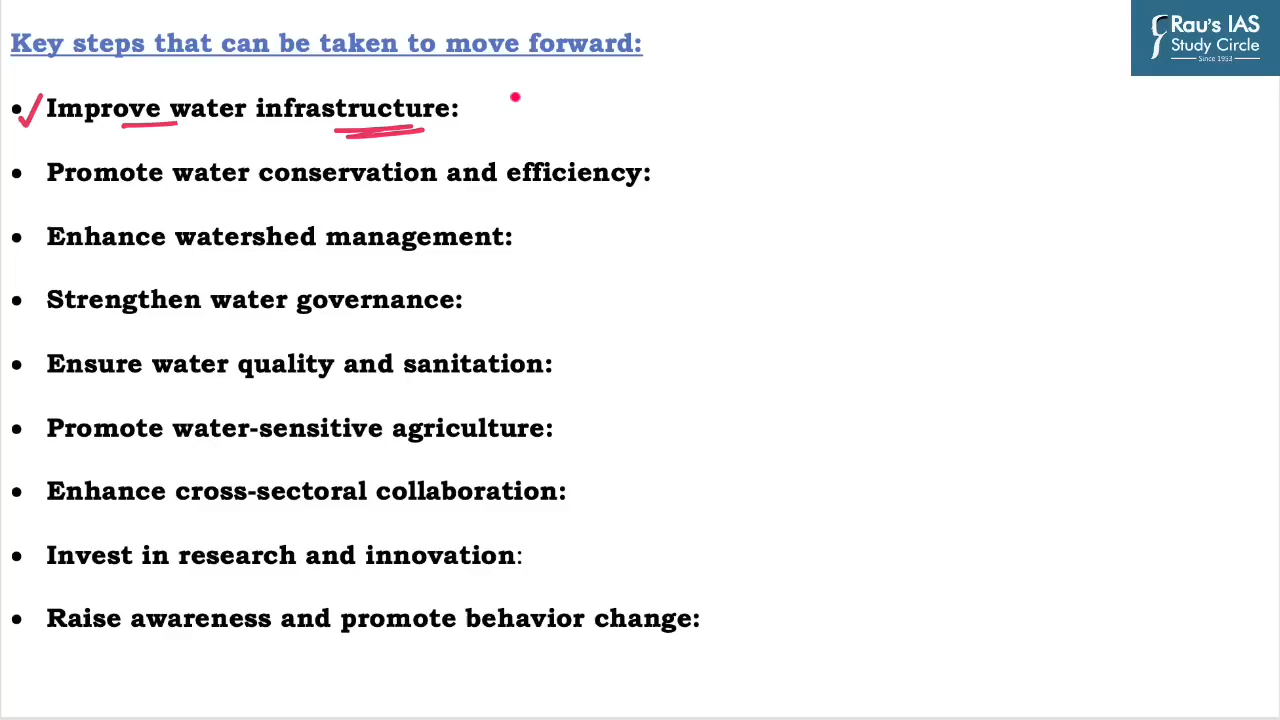 Key steps that can be taken to move forward:
Rau's IAS
Study Circle
Since 1953
• Improve water infrastructure:
• Promote water conservation and efficiency:
• Enhance watershed management:
• Strengthen water governance:
• Ensure water quality and sanitation:
• Promote water-sensitive agriculture:
• Enhance cross-sectoral collaboration:
• Invest in research and innovation:
• Raise awareness and promote behavior change: